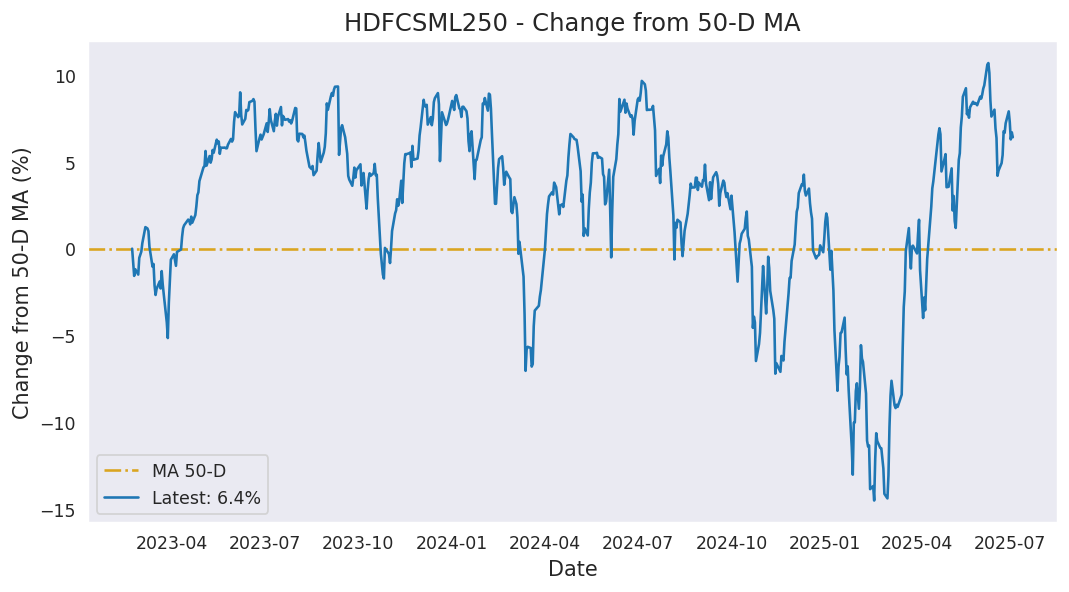 HDFCSML250 - Change from 50-D MA
Change from 50-D MA (%)
10
5
0
−5
−10
−15
MA 50-D
Latest: 6.4%
2023-04 2023-07 2023-10 2024-01 2024-04 2024-07 2024-10 2025-01 2025-04 2025-07
Date